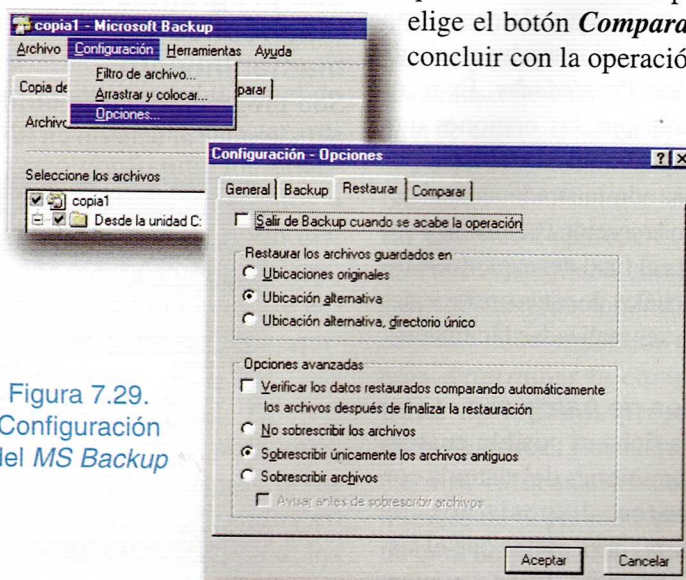 elige el botón Compara
concluir con la operació
copia1 - Microsoft Backup
Archivo Configuración Herramientas Ayuda
Filtro de archivo...
Arrastrar y colocar...
Opciones...
Copia de
parar
Archivo
Seleccione los archivos
copia1
Desde la unidad C:
Configuración - Opciones
General Backup Restaurar Comparar
Salir de Backup cuando se acabe la operación
Restaurar los archivos guardados en
Ubicaciones originales
Ubicación alternativa
Ubicación alternativa, directorio único
Opciones avanzadas
Verificar los datos restaurados comparando automáticamente
los archivos después de finalizar la restauración
No sobrescribir los archivos
Sobrescribir únicamente los archivos antiguos
Sobrescribir archivos
Avisar antes de sobrescribir archivos
Aceptar Cancelar
Figura 7.29.
Configuración
del MS Backup